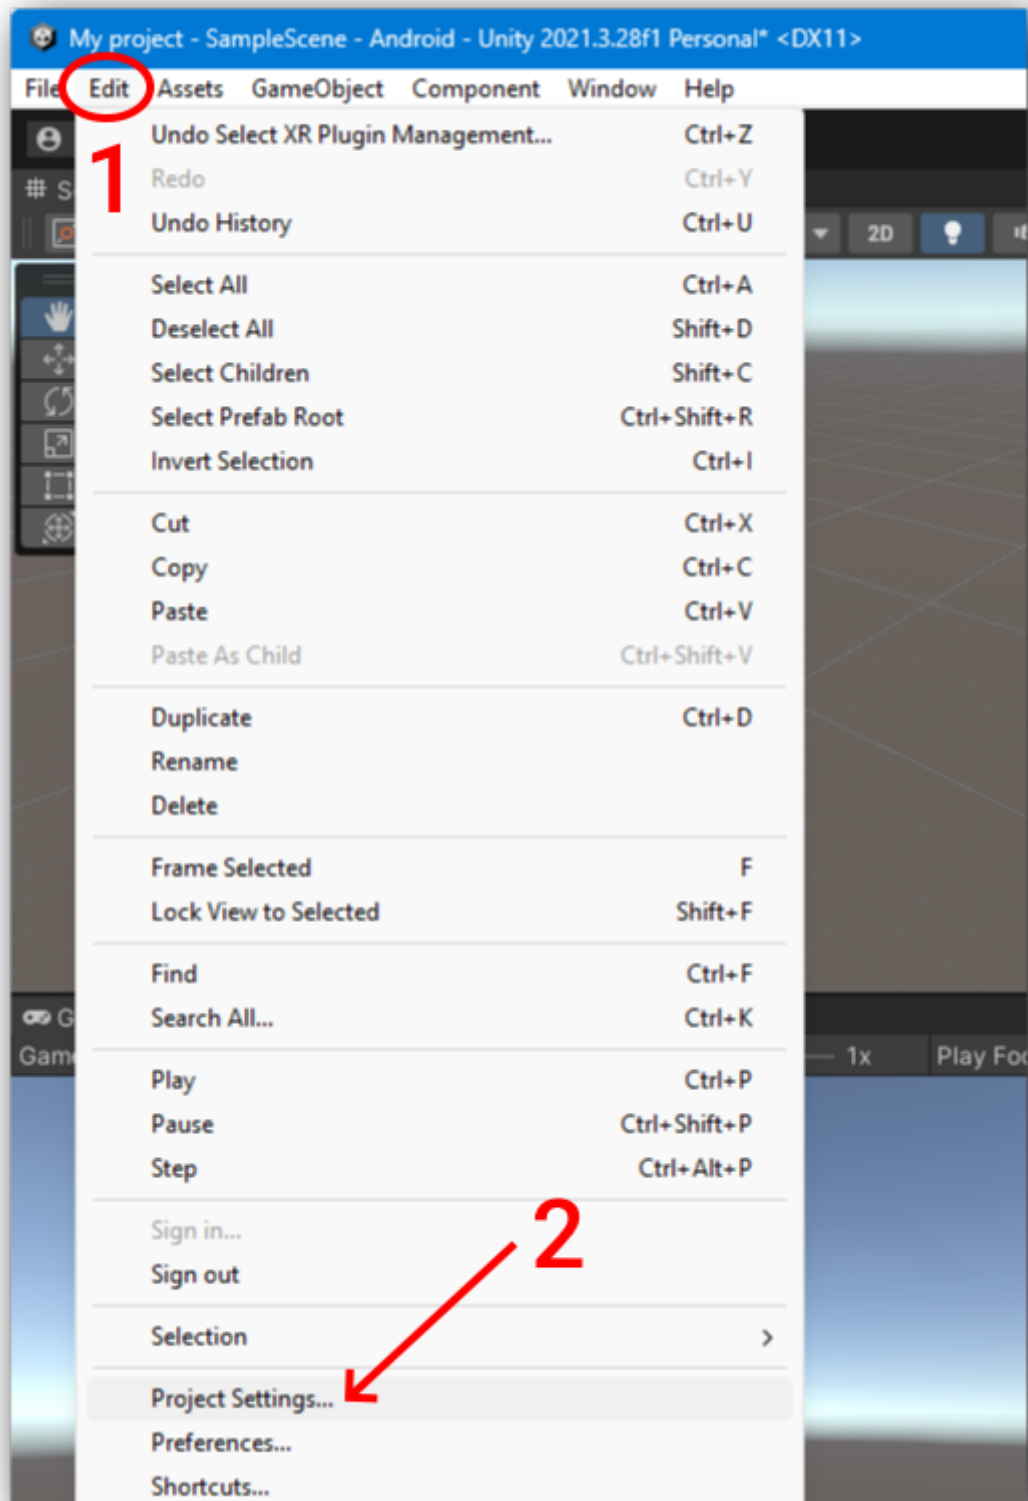 My project - SampleScene - Android - Unity 2021.3.28f1 Personal* <DX11>
File Edit Assets GameObject Component Window Help
1
Undo Select XR Plugin Management... Ctrl+Z
Redo Ctrl+Y
Undo History Ctrl+U
2D
Select All Ctrl+A
Deselect All Shift+D
Select Children Shift+C
Select Prefab Root Ctrl+Shift+R
Invert Selection Ctrl+I
Cut Ctrl+X
Copy Ctrl+C
Paste Ctrl+V
Paste As Child Ctrl+Shift+V
Duplicate Ctrl+D
Rename
Delete
Frame Selected F
Lock View to Selected Shift+F
Find Ctrl+F
Search All... Ctrl+K
1x Play
Play Ctrl+P
Pause Ctrl+Shift+P
Step Ctrl+Alt+P
2
Sign in...
Sign out
Selection
Project Settings...
Preferences...
Shortcuts...